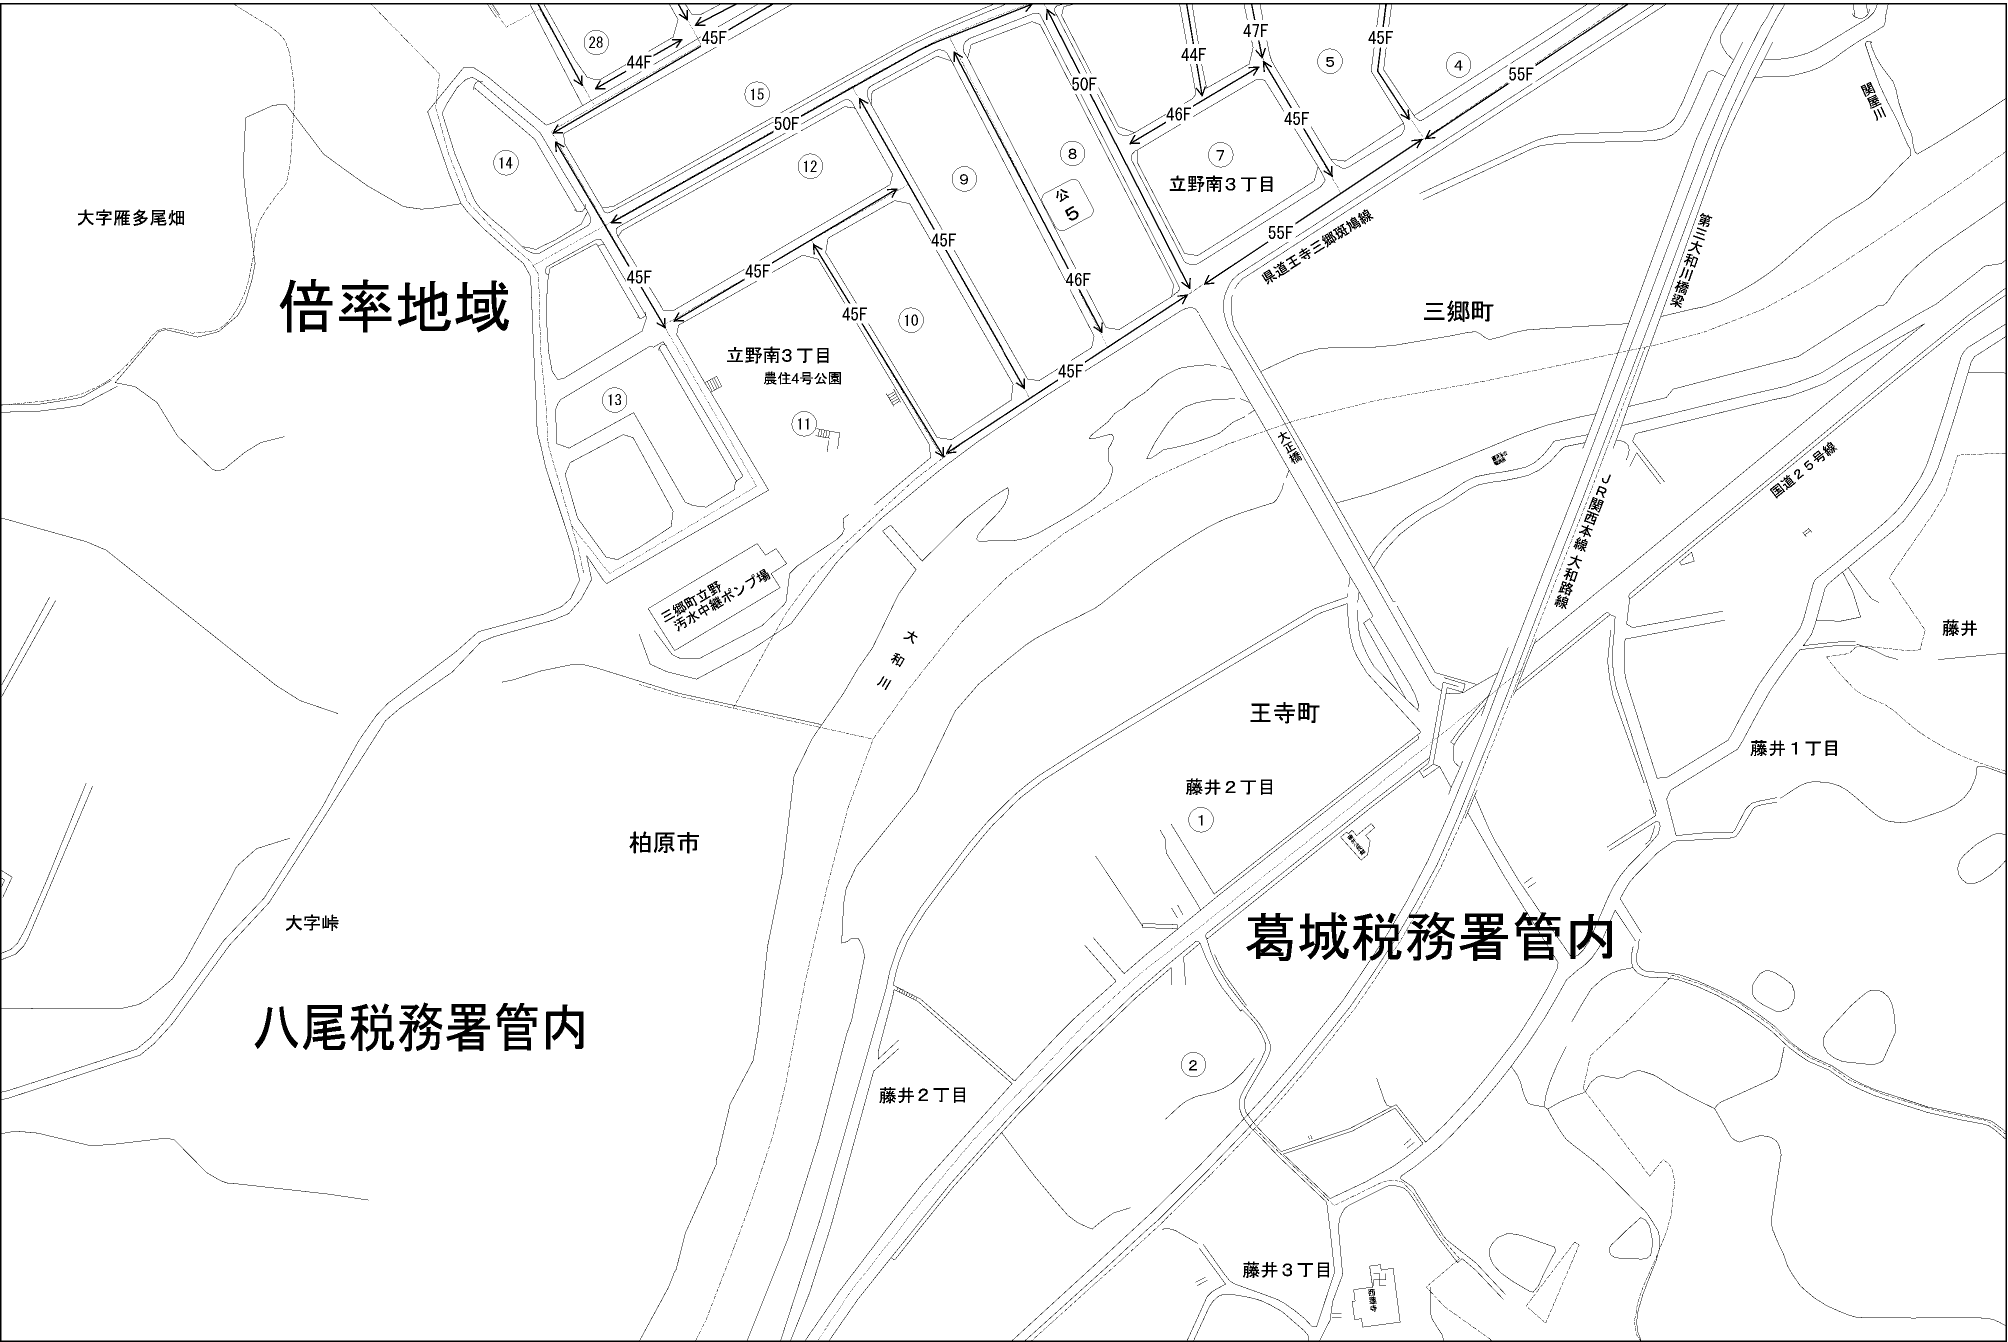 28
44F
45F
44F
47F
5
45F
4
55F
15
50F
50F
46F
45F
関屋川
14
12
9
8
公5
7
立野南3丁目
大字雁多尾畑
倍率地域
45F
45F
45F
46F
55F
県道王寺三郷斑鳩線
第三大和川橋梁
三郷町
45F
10
立野南3丁目
農住4号公園
45F
13
11
大正橋
国道25号線
JR関西本線 大和路線
三郷町立野
汚水中継ポンプ場
大和川
藤井
王寺町
藤井1丁目
藤井2丁目
1
柏原市
大字峠
葛城税務署管内
八尾税務署管内
2
藤井2丁目
藤井3丁目